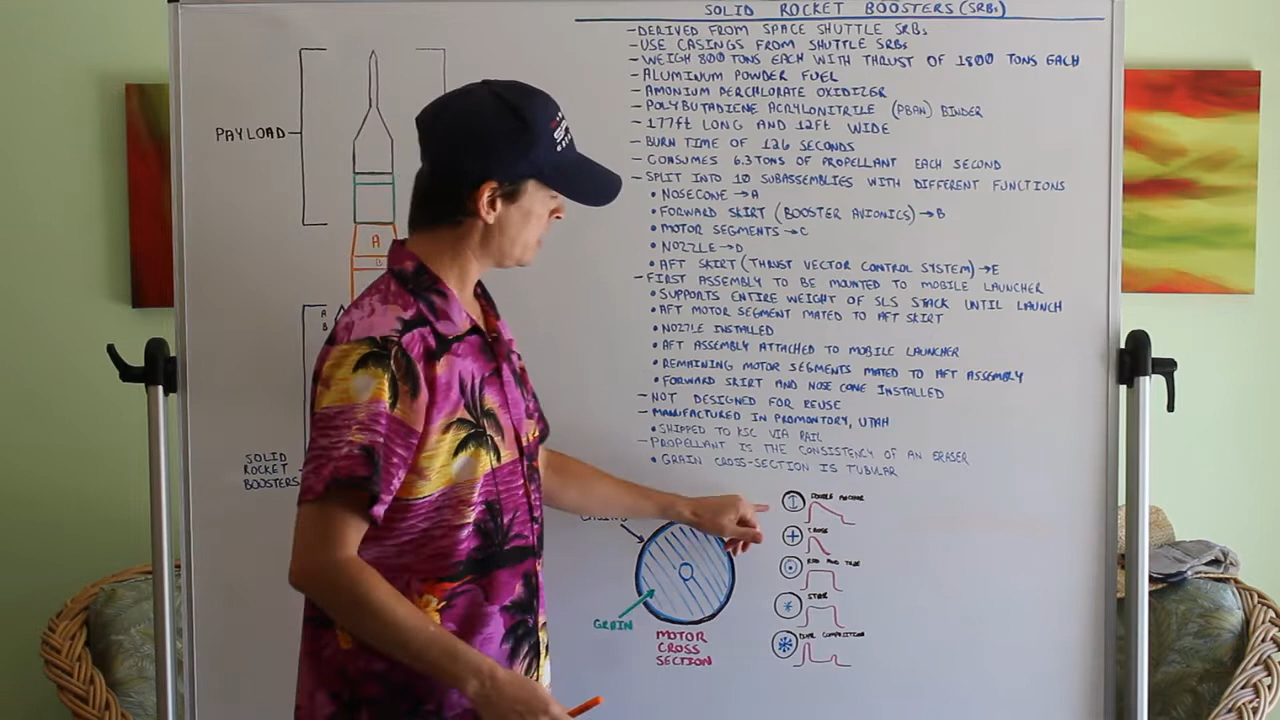 SOLID ROCKET BOOSTERS (SRBs)
- DERIVED FROM SPACE SHUTTLE SRBs
- USE CASINGS FROM SHUTTLE SRBs
- WEIGH 800 TONS EACH WITH THRUST OF 1800 TONS EACH
- ALUMINUM POWDER FUEL
- AMONIUM PERCHLORATE OXIDIZER
- POLYBUTADIENE ACRYLONITRILE (PBAN) BINDER
- 177ft LONG AND 12ft WIDE
- BURN TIME OF 126 SECONDS
- CONSUMES 6.3 TONS OF PROPELLANT EACH SECOND
- SPLIT INTO 10 SUBASSEMBLIES WITH DIFFERENT FUNCTIONS
• NOSECONE → A
• FORWARD SKIRT (BOOSTER AVIONICS) → B
• MOTOR SEGMENTS → C
• NOZZLE → D
• AFT SKIRT (THRUST VECTOR CONTROL SYSTEM) → E
- FIRST ASSEMBLY TO BE MOUNTED TO MOBILE LAUNCHER
• SUPPORTS ENTIRE WEIGHT OF SLS STACK UNTIL LAUNCH
• AFT MOTOR SEGMENT MATED TO AFT SKIRT
• NOZZLE INSTALLED
• AFT ASSEMBLY ATTACHED TO MOBILE LAUNCHER
• REMAINING MOTOR SEGMENTS MATED TO AFT ASSEMBLY
• FORWARD SKIRT AND NOSE CONE INSTALLED
- NOT DESIGNED FOR REUSE
- MANUFACTURED IN PROMONTORY, UTAH
• SHIPPED TO KSC VIA RAIL
- PROPELLANT IS THE CONSISTENCY OF AN ERASER
• GRAIN CROSS-SECTION IS TUBULAR
PAYLOAD
A
B
A
B
SOLID
ROCKET
BOOSTERS
CASING
GRAIN
MOTOR
CROSS
SECTION
DOUBLE ANCHOR
CROSS
ROD AND TUBE
STAR
DUAL COMPOSITION